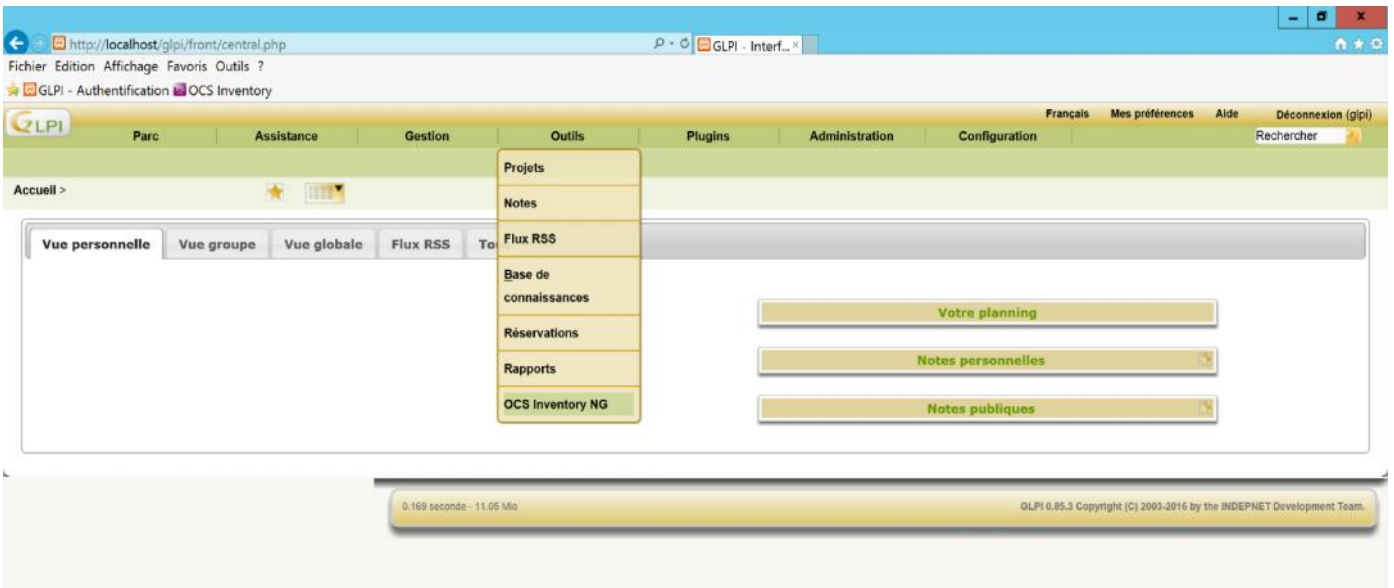 http://localhost/glpi/front/central.php
GLPI - Interf...
Fichier Edition Affichage Favoris Outils ?
GLPI - Authentification OCS Inventory
GLPI
Français Mes préférences Aide Déconnexion (glpi)
Parc Assistance Gestion Outils Plugins Administration Configuration Rechercher
Projets
Accueil >
Notes
Vue personnelle Vue groupe Vue globale Flux RSS
Flux RSS
Base de
connaissances
Réservations
Rapports
OCS Inventory NG
Votre planning
Notes personnelles
Notes publiques
0.169 seconde - 11.05 Mio
GLPI 0.85.3 Copyright (C) 2003-2016 by the INDEPNET Development Team.